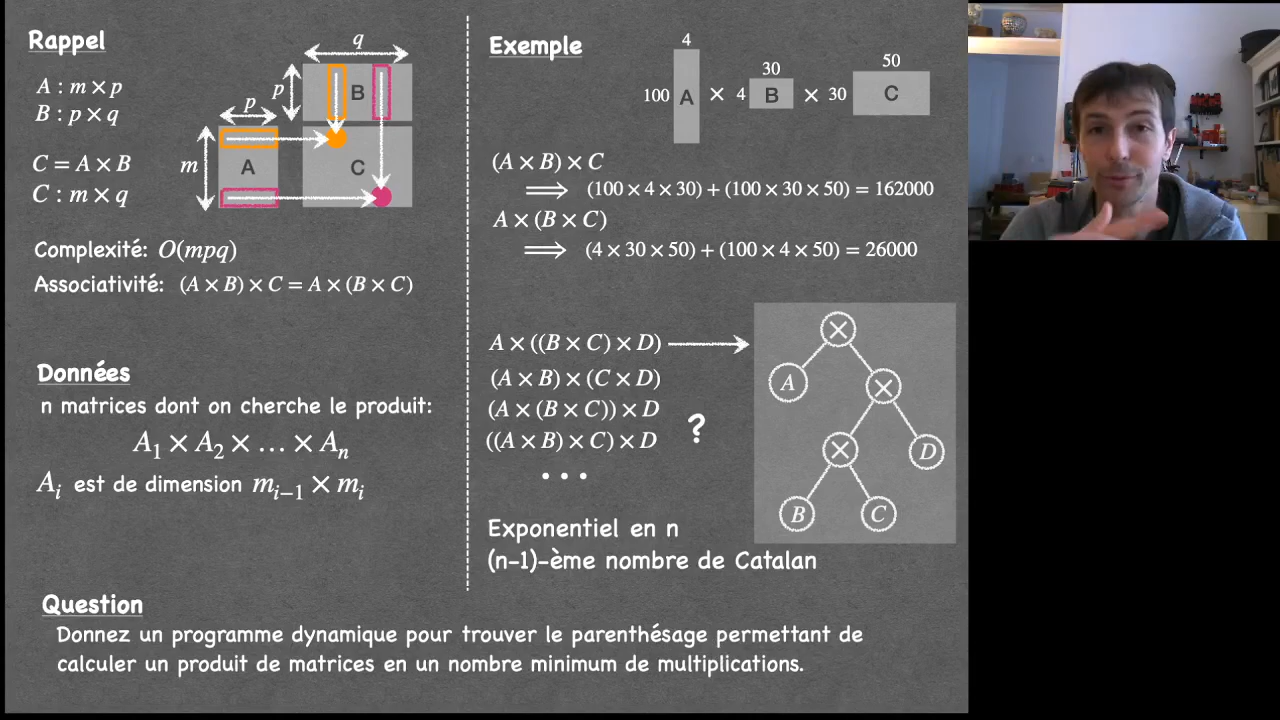 Rappel
A : m × p
B : p × q
C = A × B
C : m × q
q
p
B
p
m
A
C
Complexité: O(mpq)
Associativité: (A × B) × C = A × (B × C)
Données
n matrices dont on cherche le produit:
A₁ × A₂ × … × Aₙ
Aᵢ est de dimension mᵢ₋₁ × mᵢ
Exemple
4
30
50
100 A × 4 B × 30 C
(A × B) × C
⟹ (100 × 4 × 30) + (100 × 30 × 50) = 162000
A × (B × C)
⟹ (4 × 30 × 50) + (100 × 4 × 50) = 26000
A × ((B × C) × D)
(A × B) × (C × D)
(A × (B × C)) × D
((A × B) × C) × D
?
• • •
×
A
×
×
D
B
C
Exponentiel en n
(n-1)-ème nombre de Catalan
Question
Donnez un programme dynamique pour trouver le parenthésage permettant de
calculer un produit de matrices en un nombre minimum de multiplications.